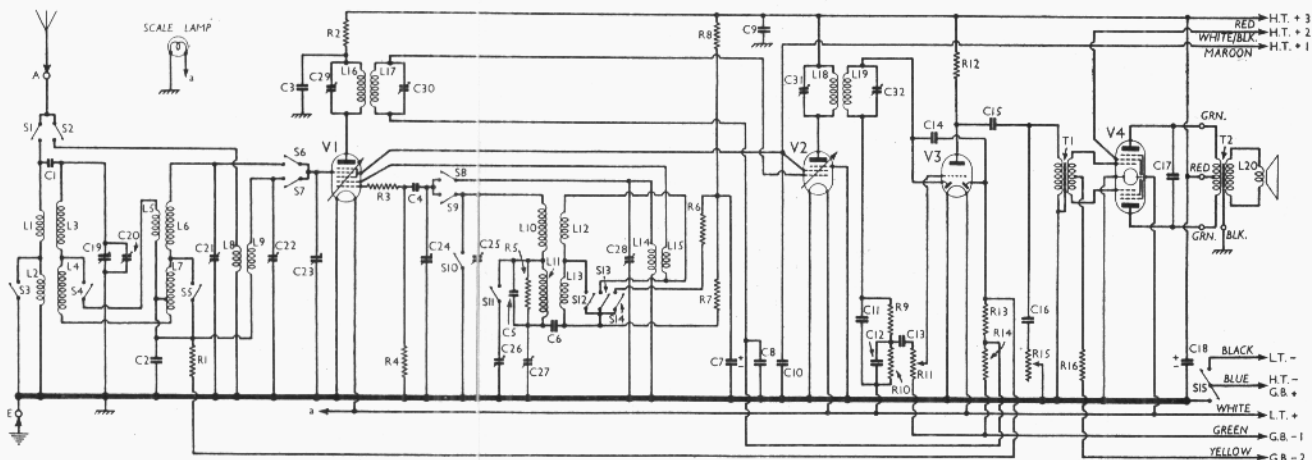 SCALE LAMP
a
A
S1
S2
C1
L1
L2
L3
L4
S3
S4
C19
C20
L5
L6
L7
S5
C2
R1
E
C21
L8
L9
C22
S6
S7
C23
R2
C3
C29
L16
L17
C30
V1
R3
C4
R4
C24
S8
S9
S10
C25
R5
L10
L11
L12
L13
S11
C5
C6
C26
C27
S12
S13
S14
C28
L14
L15
R6
R7
R8
C7
+
-
C8
C9
C10
a
C31
L18
L19
C32
V2
C11
C12
R9
R10
C13
R11
C14
V3
R12
C15
R13
R14
C16
R15
R16
T1
V4
C17
GRN.
RED
GRN.
T2
BLK.
L20
C18
+
-
S15
H.T. + 3
RED
H.T. + 2
WHITE/BLK.
H.T. + 1
MAROON
BLACK
L.T. -
BLUE
H.T. -
G.B. +
WHITE
L.T. +
GREEN
G.B. - 1
YELLOW
G.B. - 2